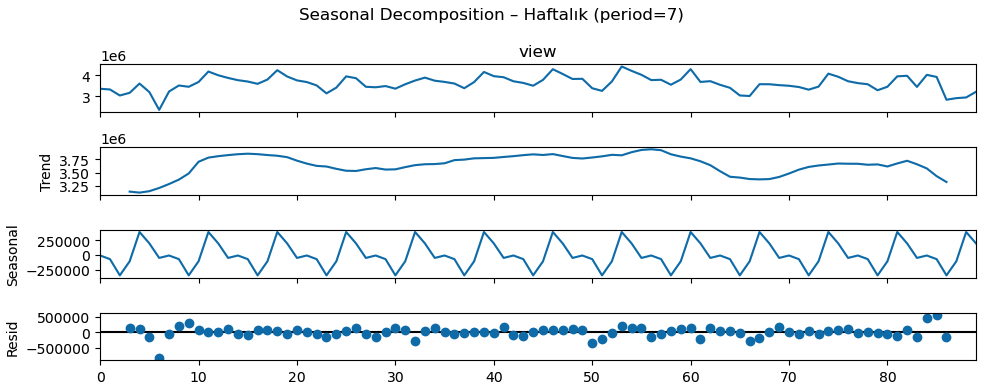 Seasonal Decomposition – Haftalık (period=7)
view
1e6
4
3
1e6
Trend
3.75
3.50
3.25
Seasonal
250000
0
−250000
Resid
500000
0
−500000
0 10 20 30 40 50 60 70 80